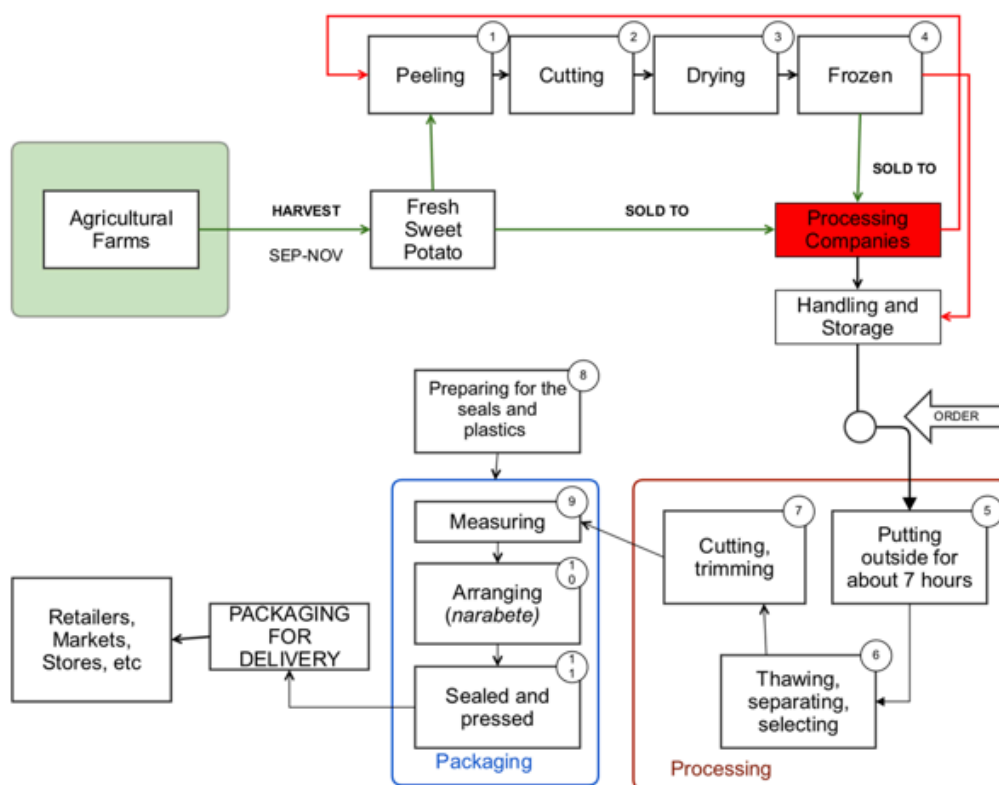 1
Peeling
2
Cutting
3
Drying
4
Frozen
Agricultural
Farms
HARVEST
SEP-NOV
Fresh
Sweet
Potato
SOLD TO
SOLD TO
Processing
Companies
Handling and
Storage
ORDER
8
Preparing for the
seals and
plastics
9
Measuring
10
Arranging
(narabete)
11
Sealed and
pressed
Packaging
7
Cutting,
trimming
5
Putting
outside for
about 7 hours
6
Thawing,
separating,
selecting
Processing
PACKAGING
FOR
DELIVERY
Retailers,
Markets,
Stores, etc